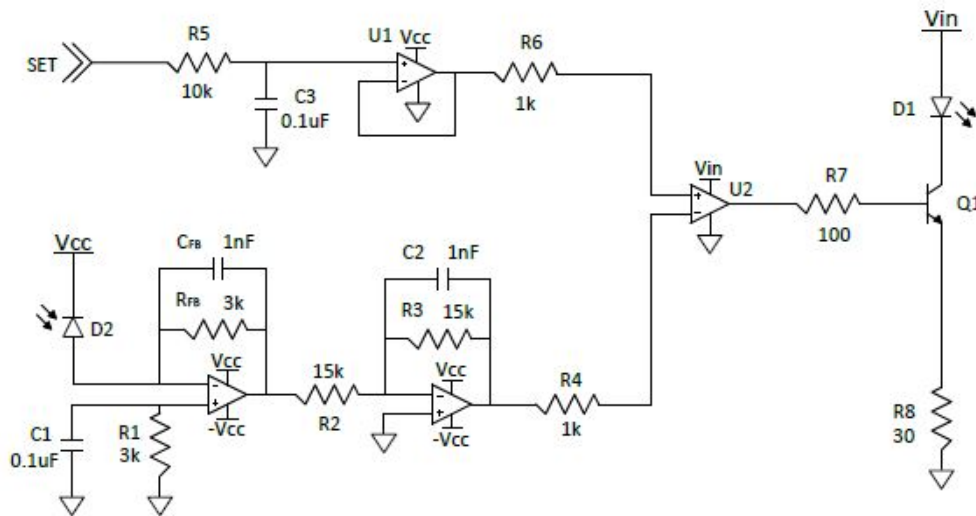 SET
R5
10k
C3
0.1uF
U1
Vcc
R6
1k
Vin
D1
Vin
U2
R7
100
Q1
R8
30
Vcc
D2
CFB 1nF
RFB 3k
Vcc
-Vcc
C1
0.1uF
R1
3k
15k
R2
C2 1nF
R3 15k
Vcc
-Vcc
R4
1k